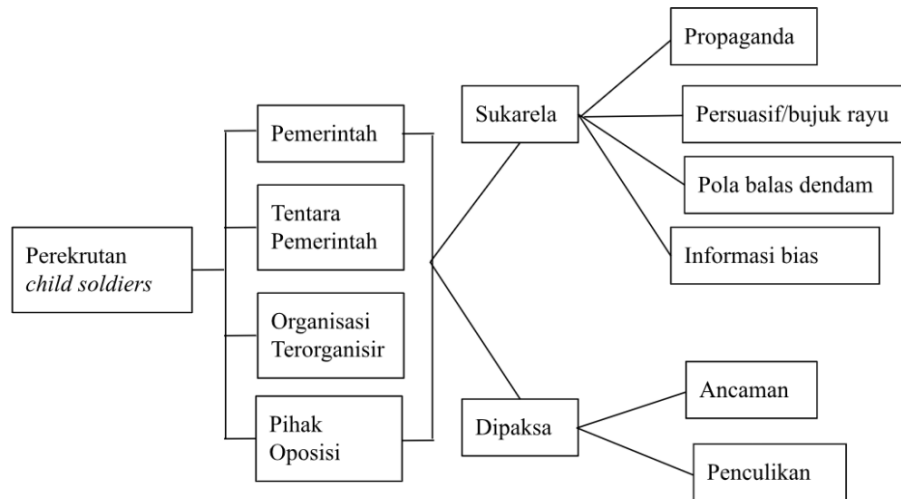 Perekrutan
child soldiers
Pemerintah
Tentara
Pemerintah
Organisasi
Terorganisir
Pihak
Oposisi
Sukarela
Dipaksa
Propaganda
Persuasif/bujuk rayu
Pola balas dendam
Informasi bias
Ancaman
Penculikan